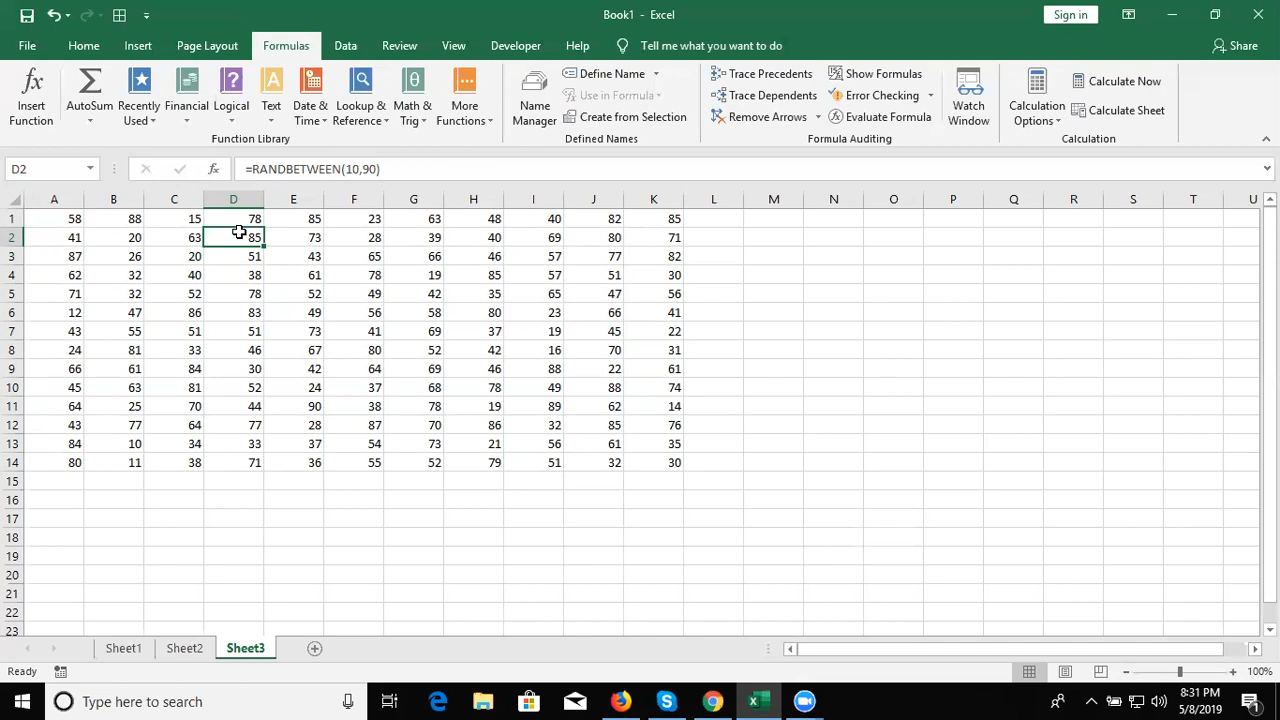 Book1 - Excel
Sign in
File Home Insert Page Layout Formulas Data Review View Developer Help Tell me what you want to do Share
Insert Function
AutoSum
Recently Used
Financial
Logical
Text
Date & Time
Lookup & Reference
Math & Trig
More Functions
Function Library
Name Manager
Define Name
Use in Formula
Create from Selection
Defined Names
Trace Precedents
Trace Dependents
Remove Arrows
Show Formulas
Error Checking
Evaluate Formula
Formula Auditing
Watch Window
Calculation Options
Calculate Now
Calculate Sheet
Calculation
D2 fx =RANDBETWEEN(10,90)
A B C D E F G H I J K L M N O P Q R S T U
1 58 88 15 78 85 23 63 48 40 82 85
2 41 20 63 85 73 28 39 40 69 80 71
3 87 26 20 51 43 65 66 46 57 77 82
4 62 32 40 38 61 78 19 85 57 51 30
5 71 32 52 78 52 49 42 35 65 47 56
6 12 47 86 83 49 56 58 80 23 66 41
7 43 55 51 51 73 41 69 37 19 45 22
8 24 81 33 46 67 80 52 42 16 70 31
9 66 61 84 30 42 64 69 46 88 22 61
10 45 63 81 52 24 37 68 78 49 88 74
11 64 25 70 44 90 38 78 19 89 62 14
12 43 77 64 77 28 87 70 86 32 85 76
13 84 10 34 33 37 54 73 21 56 61 35
14 80 11 38 71 36 55 52 79 51 32 30
15
16
17
18
19
20
21
22
23
Sheet1 Sheet2 Sheet3
Ready 100%
Type here to search
8:31 PM
5/8/2019